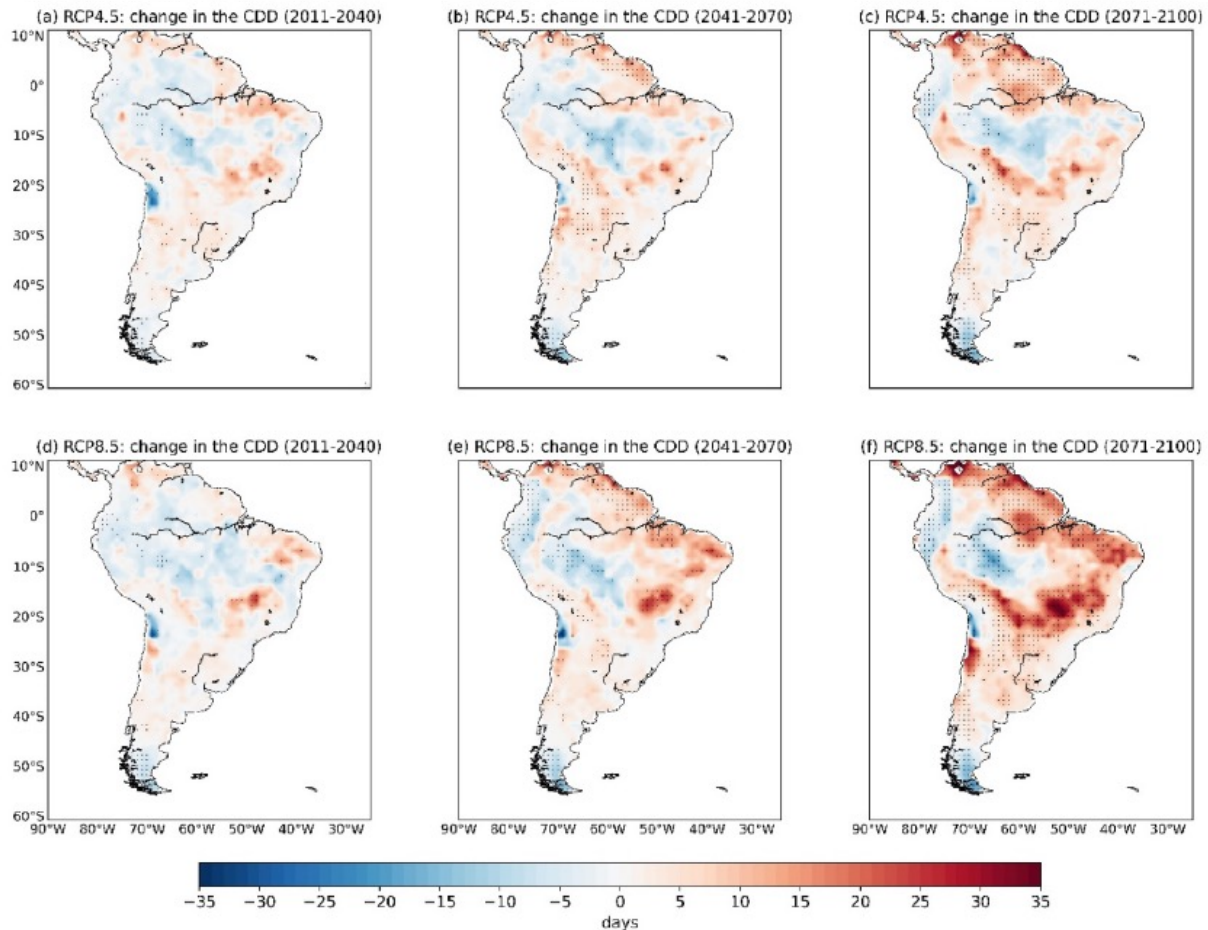 (a) RCP4.5: change in the CDD (2011-2040)
(b) RCP4.5: change in the CDD (2041-2070)
(c) RCP4.5: change in the CDD (2071-2100)
10°N
0°
10°S
20°S
30°S
40°S
50°S
60°S
(d) RCP8.5: change in the CDD (2011-2040)
(e) RCP8.5: change in the CDD (2041-2070)
(f) RCP8.5: change in the CDD (2071-2100)
10°N
0°
10°S
20°S
30°S
40°S
50°S
60°S
90°W 80°W 70°W 60°W 50°W 40°W 30°W
90°W 80°W 70°W 60°W 50°W 40°W 30°W
90°W 80°W 70°W 60°W 50°W 40°W 30°W
−35 −30 −25 −20 −15 −10 −5 0 5 10 15 20 25 30 35
days